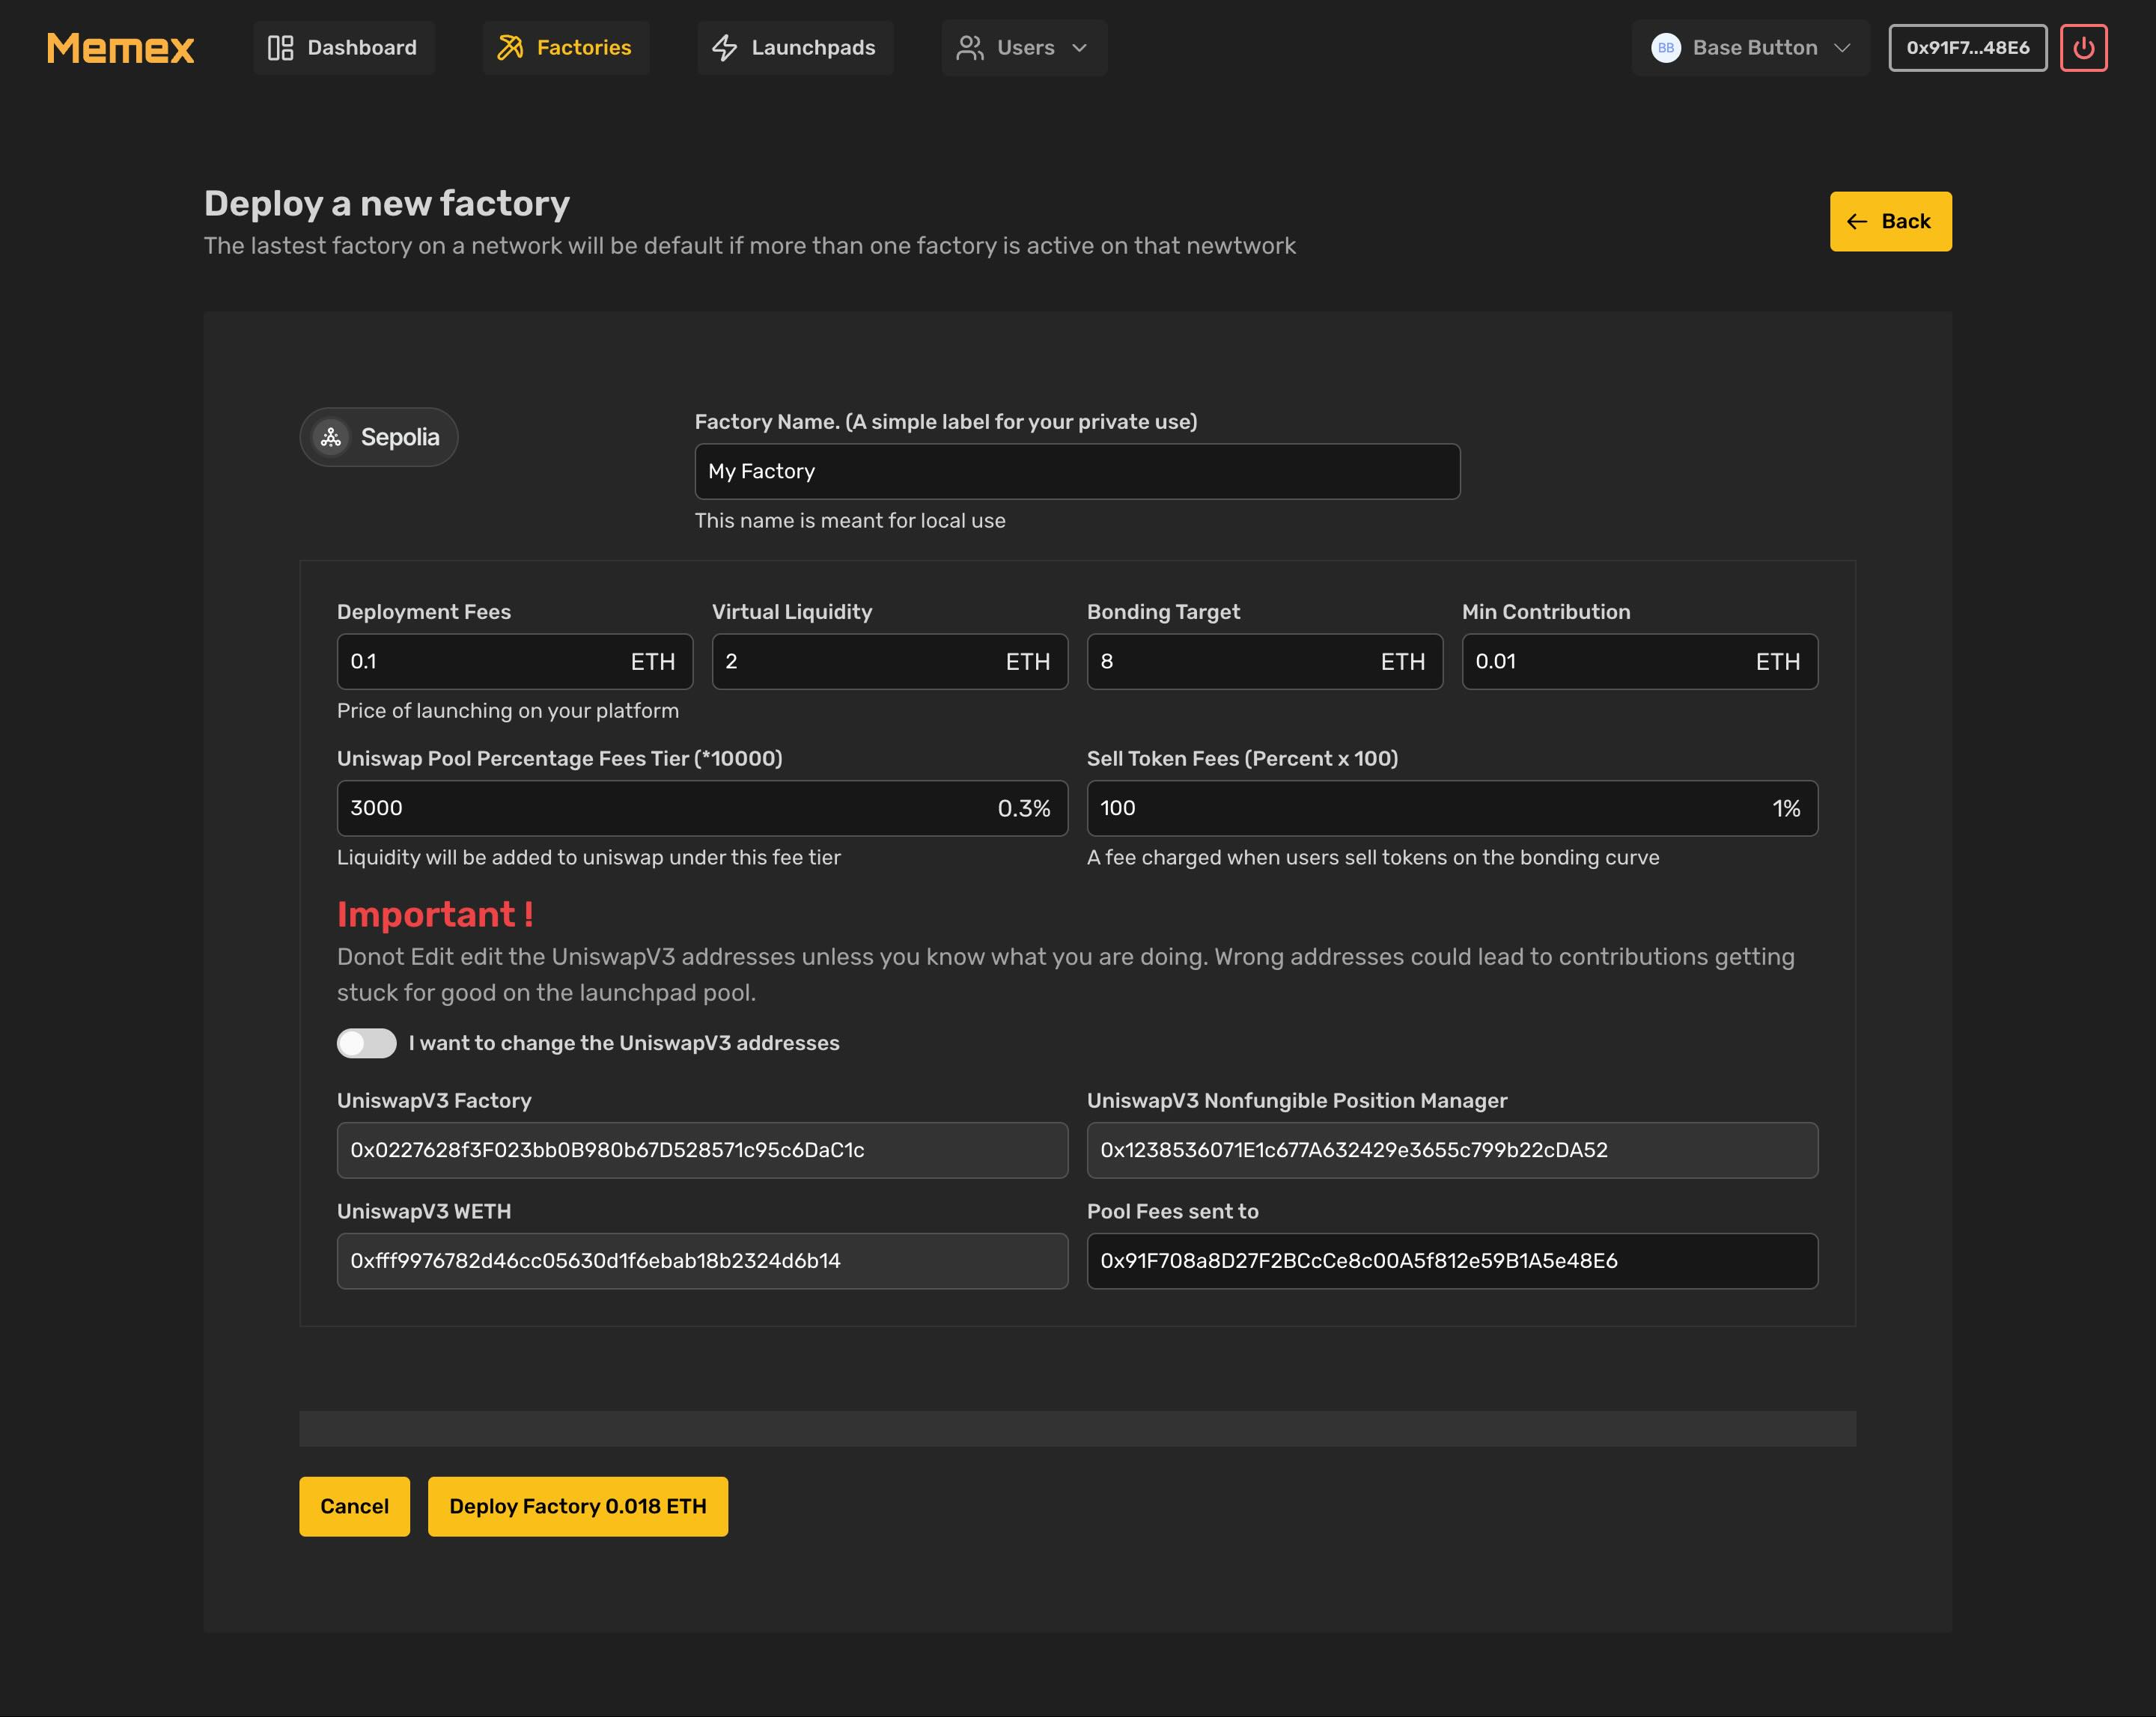 Memex
Dashboard
Factories
Launchpads
Users
BB
Base Button
0x91F7...48E6
Deploy a new factory
The lastest factory on a network will be default if more than one factory is active on that newtwork
Back
Sepolia
Factory Name. (A simple label for your private use)
My Factory
This name is meant for local use
Deployment Fees
Virtual Liquidity
Bonding Target
Min Contribution
0.1 ETH
2 ETH
8 ETH
0.01 ETH
Price of launching on your platform
Uniswap Pool Percentage Fees Tier (*10000)
Sell Token Fees (Percent x 100)
3000 0.3%
100 1%
Liquidity will be added to uniswap under this fee tier
A fee charged when users sell tokens on the bonding curve
Important !
Donot Edit edit the UniswapV3 addresses unless you know what you are doing. Wrong addresses could lead to contributions getting
stuck for good on the launchpad pool.
I want to change the UniswapV3 addresses
UniswapV3 Factory
UniswapV3 Nonfungible Position Manager
0x0227628f3F023bb0B980b67D528571c95c6DaC1c
0x1238536071E1c677A632429e3655c799b22cDA52
UniswapV3 WETH
Pool Fees sent to
0xfff9976782d46cc05630d1f6ebab18b2324d6b14
0x91F708a8D27F2BCcCe8c00A5f812e59B1A5e48E6
Cancel
Deploy Factory 0.018 ETH